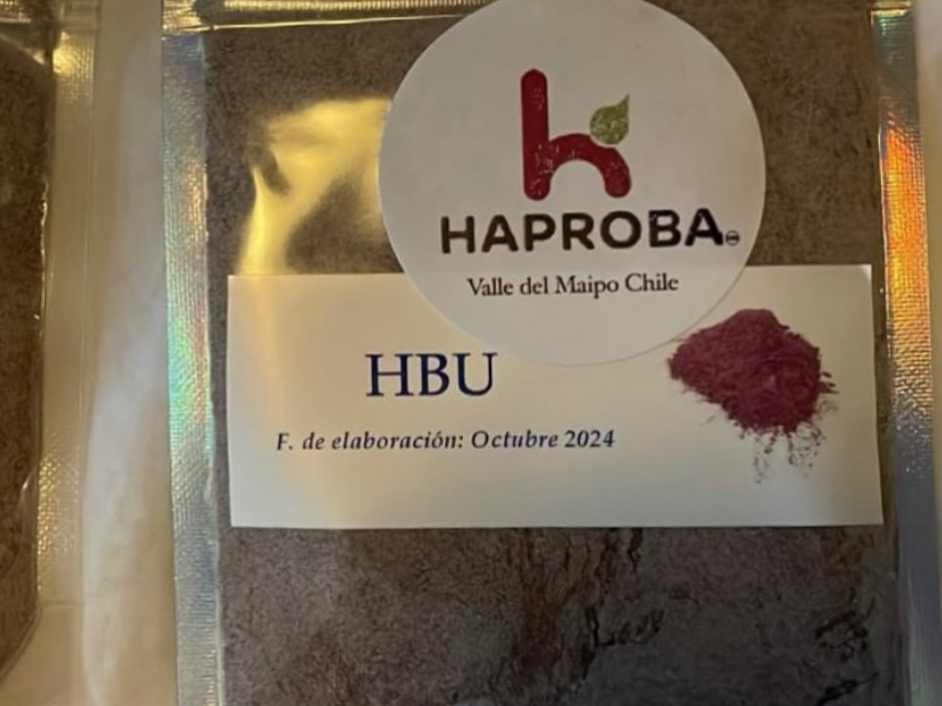 HAPROBA
Valle del Maipo Chile
HBU
F. de elaboración: Octubre 2024